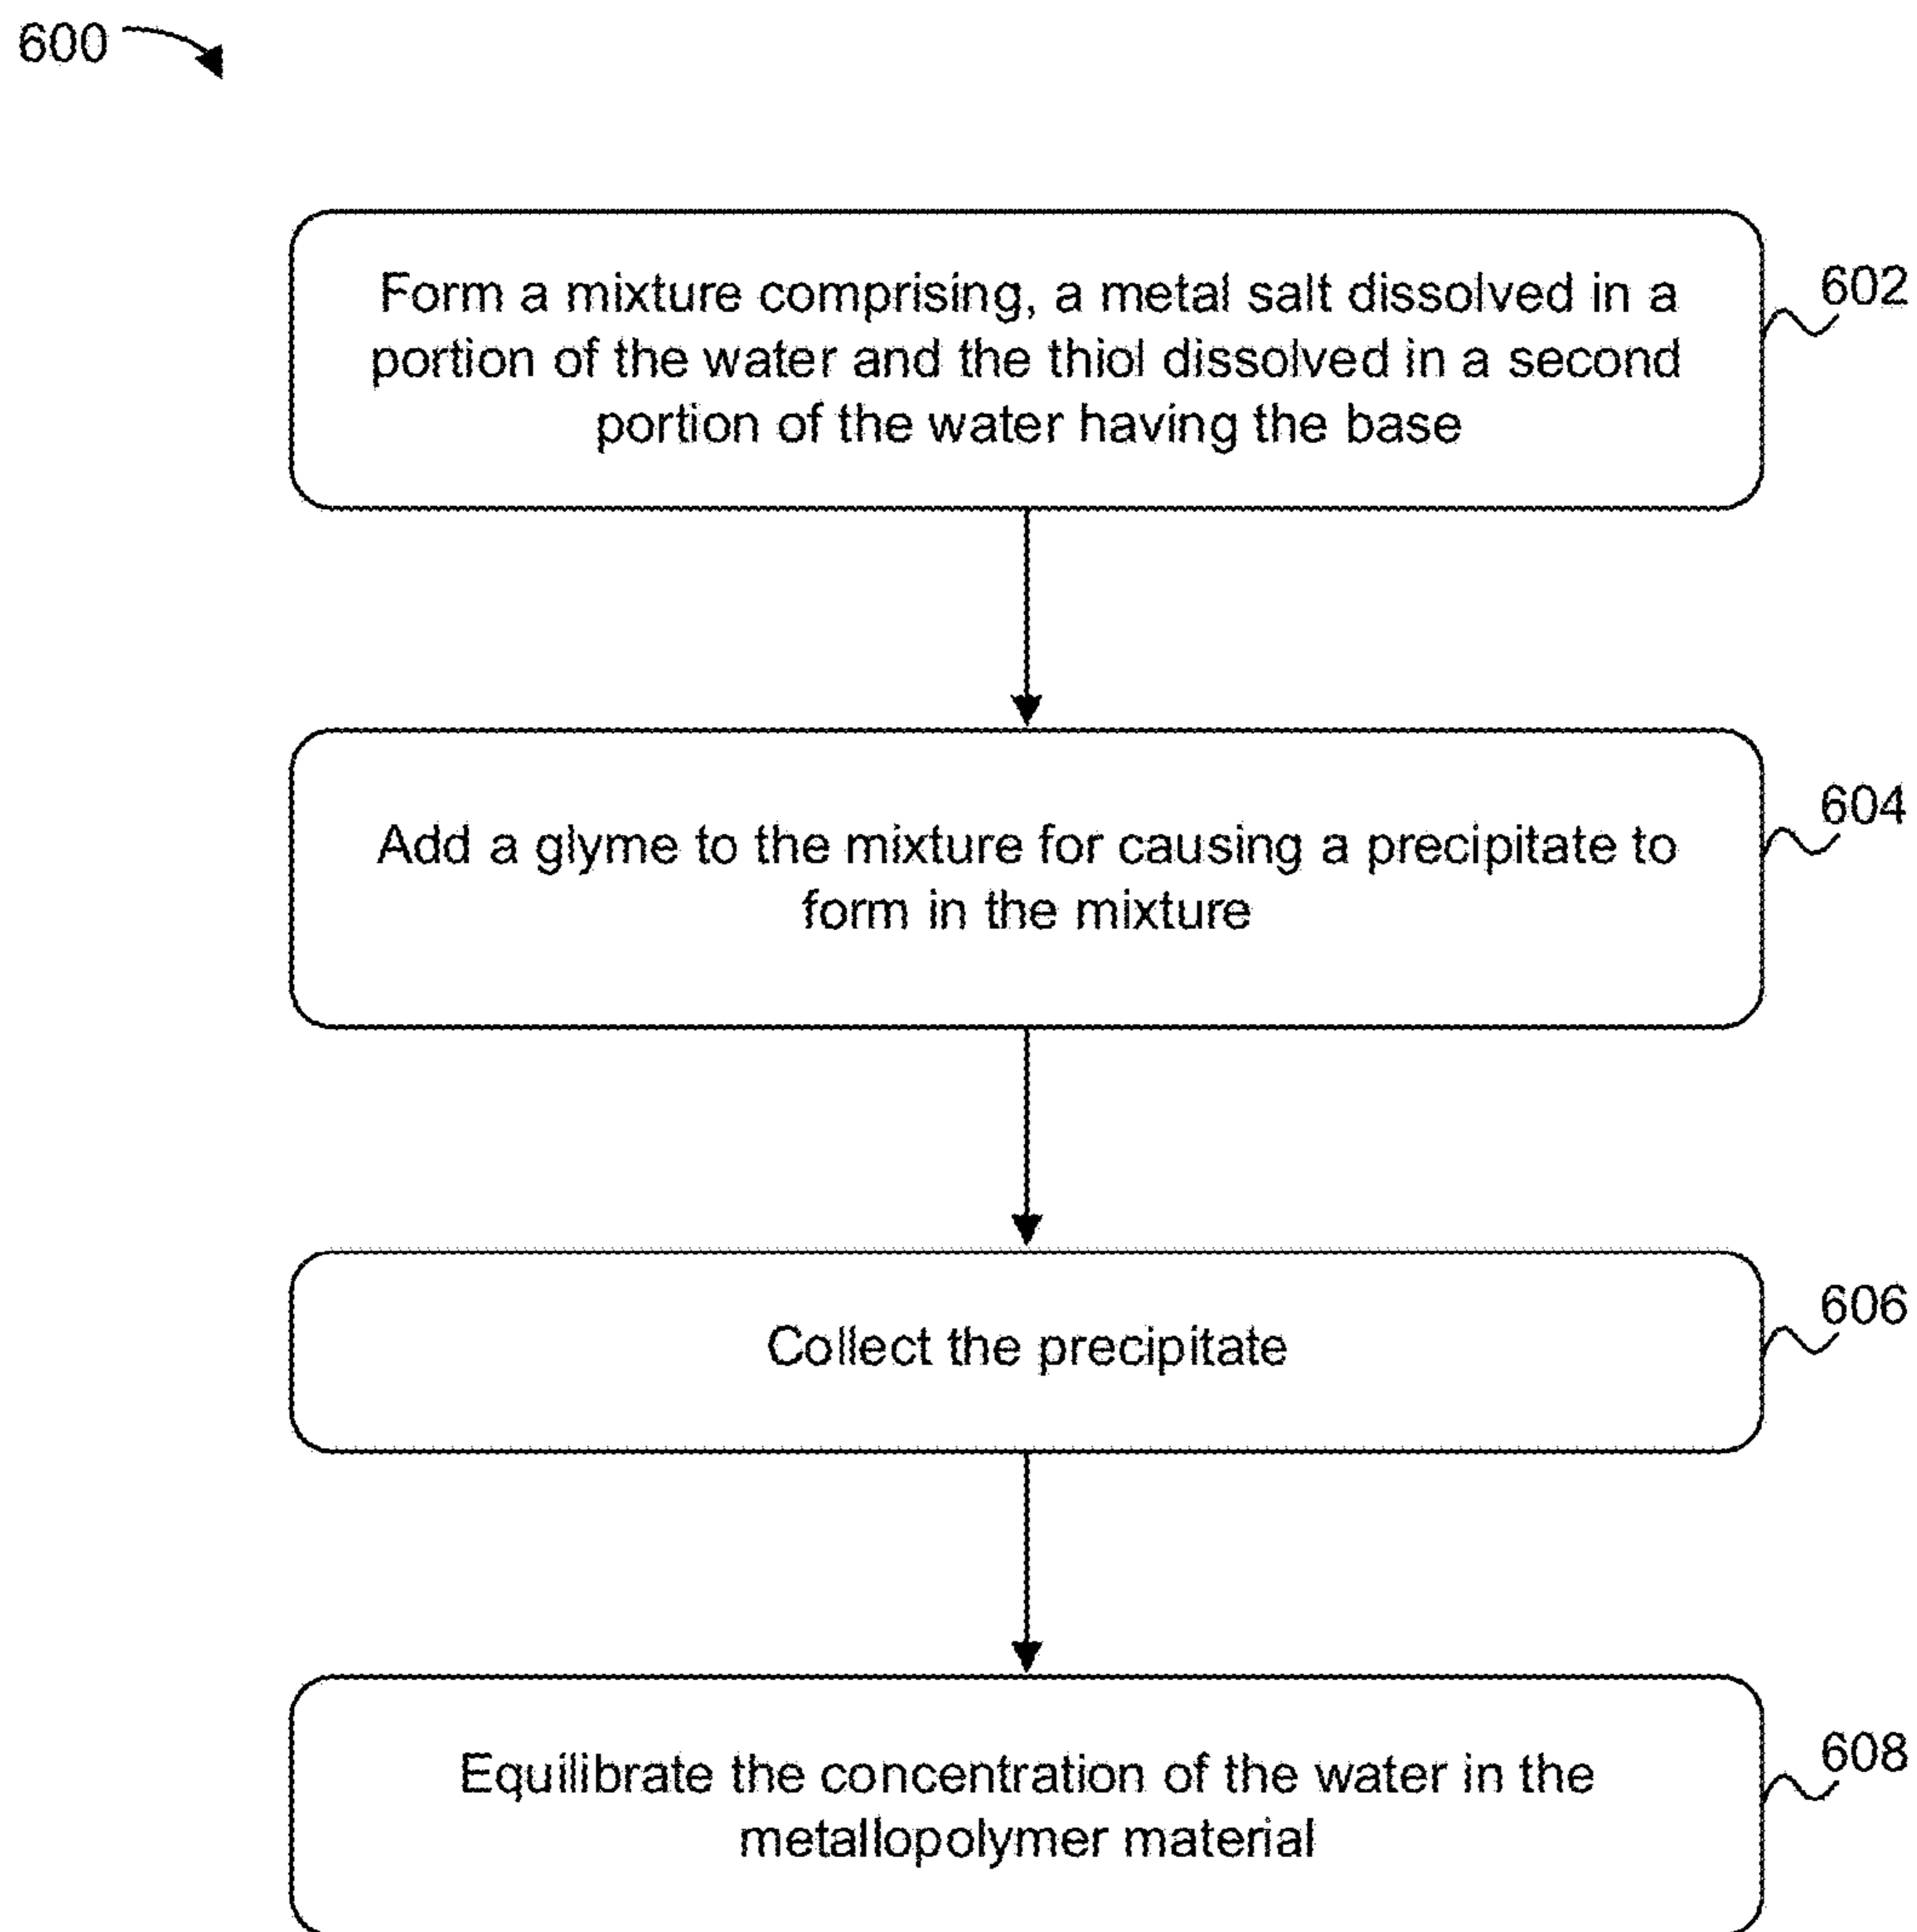 600
Form a mixture comprising, a metal salt dissolved in a
portion of the water and the thiol dissolved in a second
portion of the water having the base
602
Add a glyme to the mixture for causing a precipitate to
form in the mixture
604
Collect the precipitate
606
Equilibrate the concentration of the water in the
metallopolymer material
608